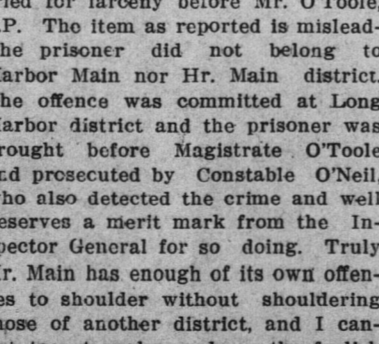 ried for larceny before Mr. O'Toole,
.P. The item as reported is mislead-
he prisoner did not belong to
arbor Main nor Hr. Main district.
he offence was committed at Long
arbor district and the prisoner was
rought before Magistrate O'Toole
nd prosecuted by Constable O'Neil,
ho also detected the crime and well
eserves a merit mark from the In-
pector General for so doing. Truly
r. Main has enough of its own offen-
es to shoulder without shouldering
hose of another district, and I can-